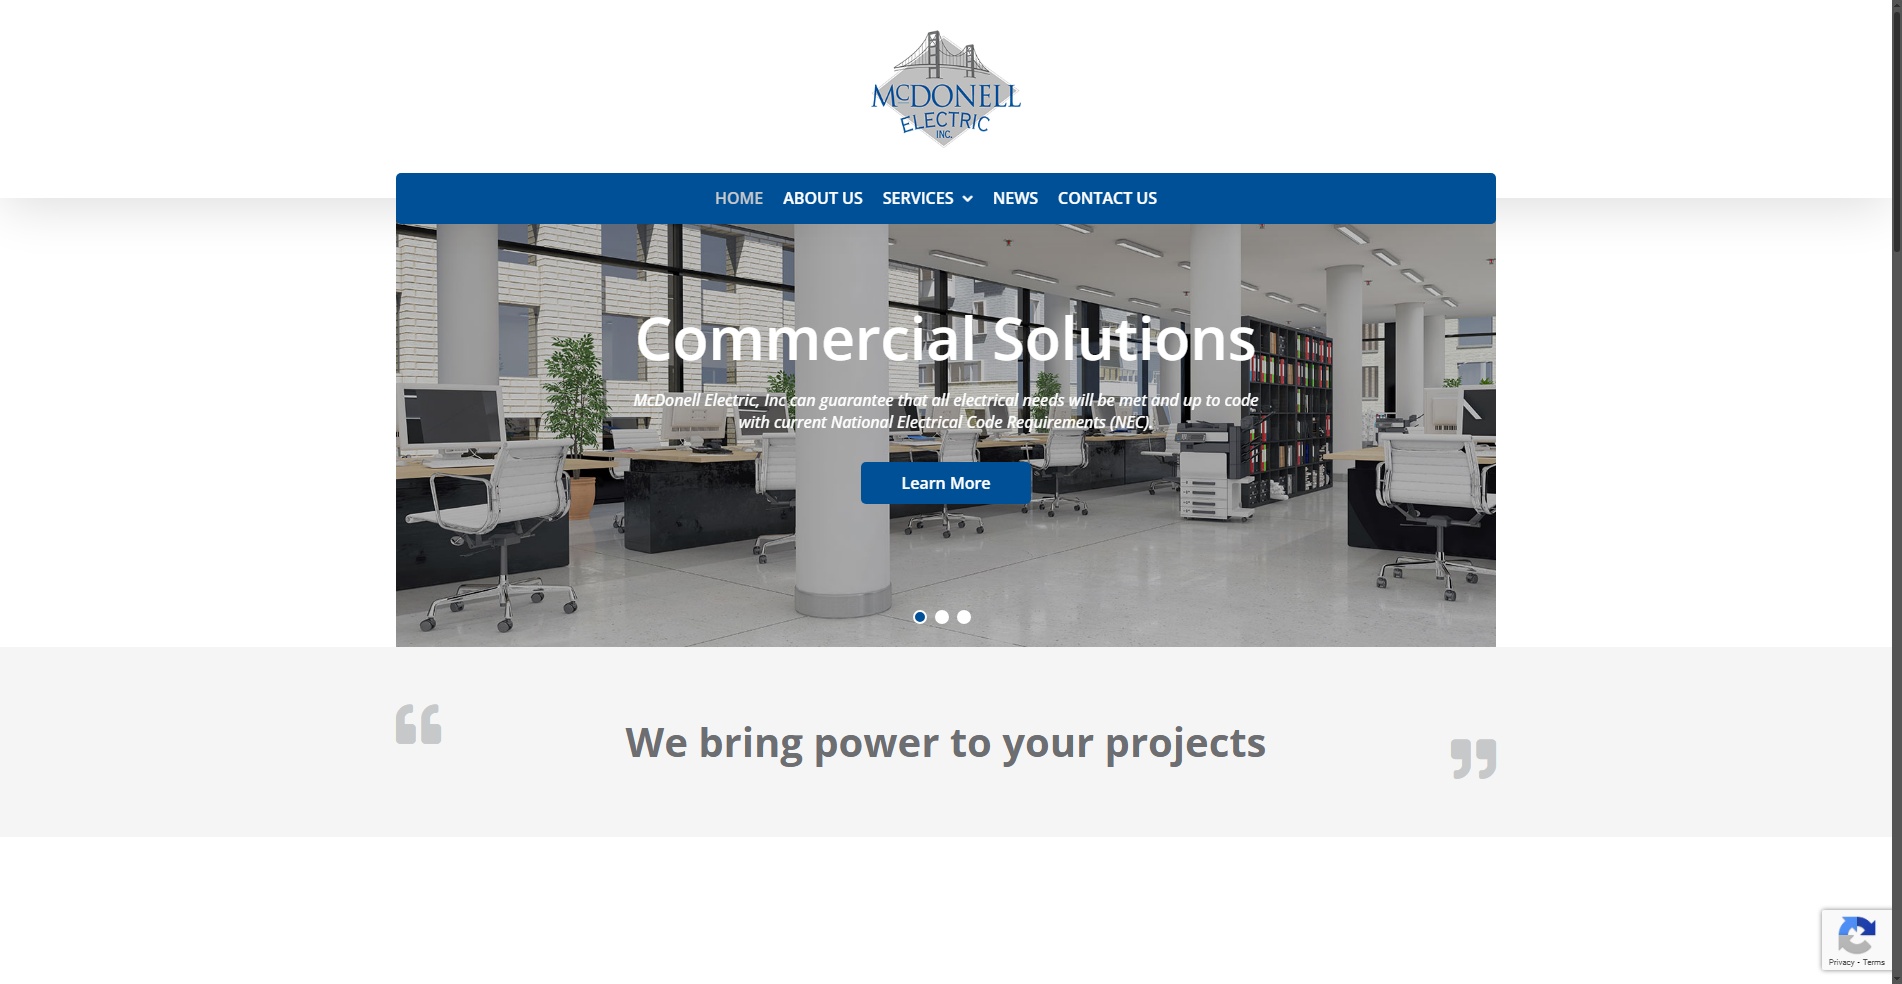 McDONELL
ELECTRIC
INC.
HOME ABOUT US SERVICES NEWS CONTACT US
Commercial Solutions
McDonell Electric, Inc can guarantee that all electrical needs will be met and up to code
with current National Electrical Code Requirements (NEC).
Learn More
“ We bring power to your projects ”
Privacy - Terms